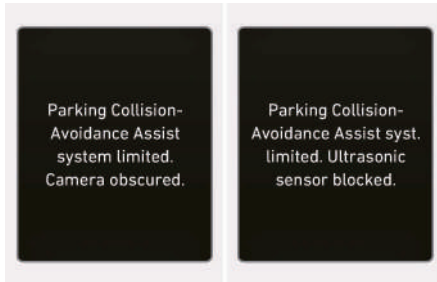 Parking Collision-
Avoidance Assist
system limited.
Camera obscured.
Parking Collision-
Avoidance Assist syst.
limited. Ultrasonic
sensor blocked.